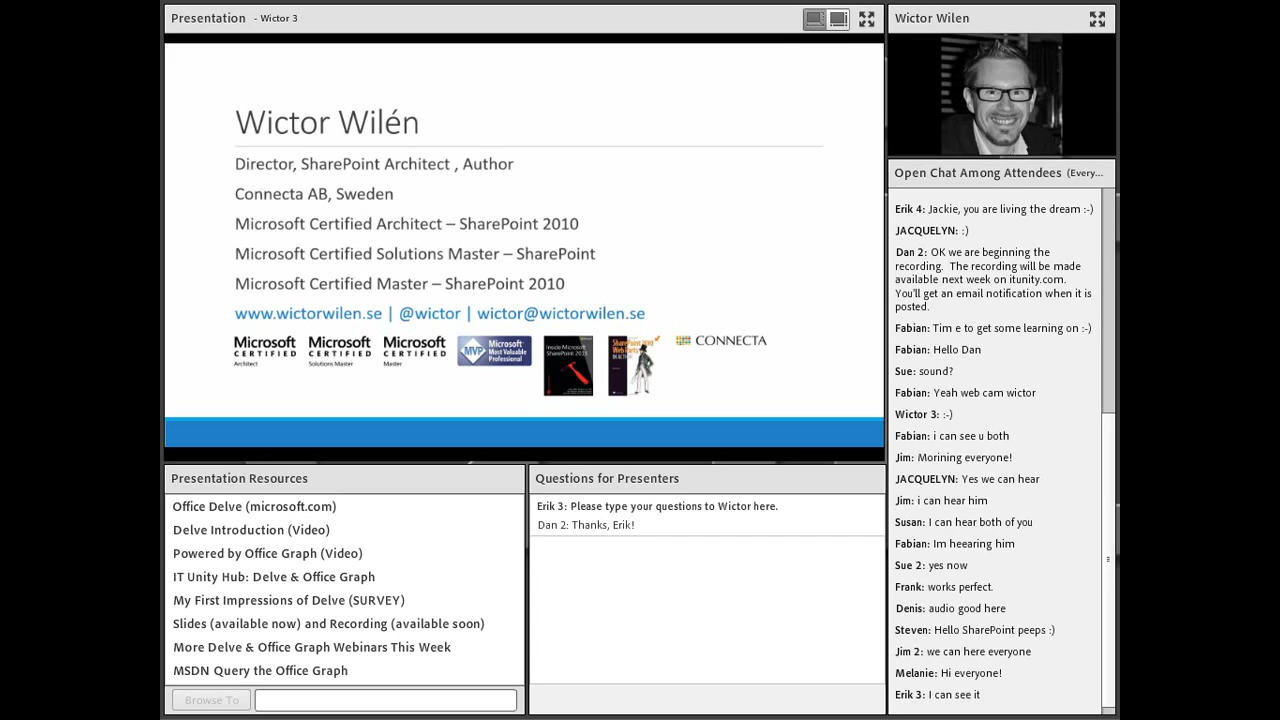 Presentation - Wictor 3
Wictor Wilén
Director, SharePoint Architect , Author
Connecta AB, Sweden
Microsoft Certified Architect – SharePoint 2010
Microsoft Certified Solutions Master – SharePoint
Microsoft Certified Master – SharePoint 2010
www.wictorwilen.se | @wictor | wictor@wictorwilen.se
Microsoft
CERTIFIED
Architect
Microsoft
CERTIFIED
Solutions Master
Microsoft
CERTIFIED
Master
MVP
Microsoft
Most Valuable
Professional
Inside Microsoft
SharePoint 2013
SharePoint 2010
Web Parts
IN ACTION
CONNECTA
Presentation Resources
Office Delve (microsoft.com)
Delve Introduction (Video)
Powered by Office Graph (Video)
IT Unity Hub: Delve & Office Graph
My First Impressions of Delve (SURVEY)
Slides (available now) and Recording (available soon)
More Delve & Office Graph Webinars This Week
MSDN Query the Office Graph
Browse To
Questions for Presenters
Erik 3: Please type your questions to Wictor here.
Dan 2: Thanks, Erik!
Wictor Wilen
Open Chat Among Attendees (Every...
Erik 4: Jackie, you are living the dream :-)
JACQUELYN: :)
Dan 2: OK we are beginning the
recording. The recording will be made
available next week on itunity.com.
You'll get an email notification when it is
posted.
Fabian: Tim e to get some learning on :-)
Fabian: Hello Dan
Sue: sound?
Fabian: Yeah web cam wictor
Wictor 3: :-)
Fabian: i can see u both
Jim: Morining everyone!
JACQUELYN: Yes we can hear
Jim: i can hear him
Susan: I can hear both of you
Fabian: Im heearing him
Sue 2: yes now
Frank: works perfect.
Denis: audio good here
Steven: Hello SharePoint peeps :)
Jim 2: we can here everyone
Melanie: Hi everyone!
Erik 3: I can see it